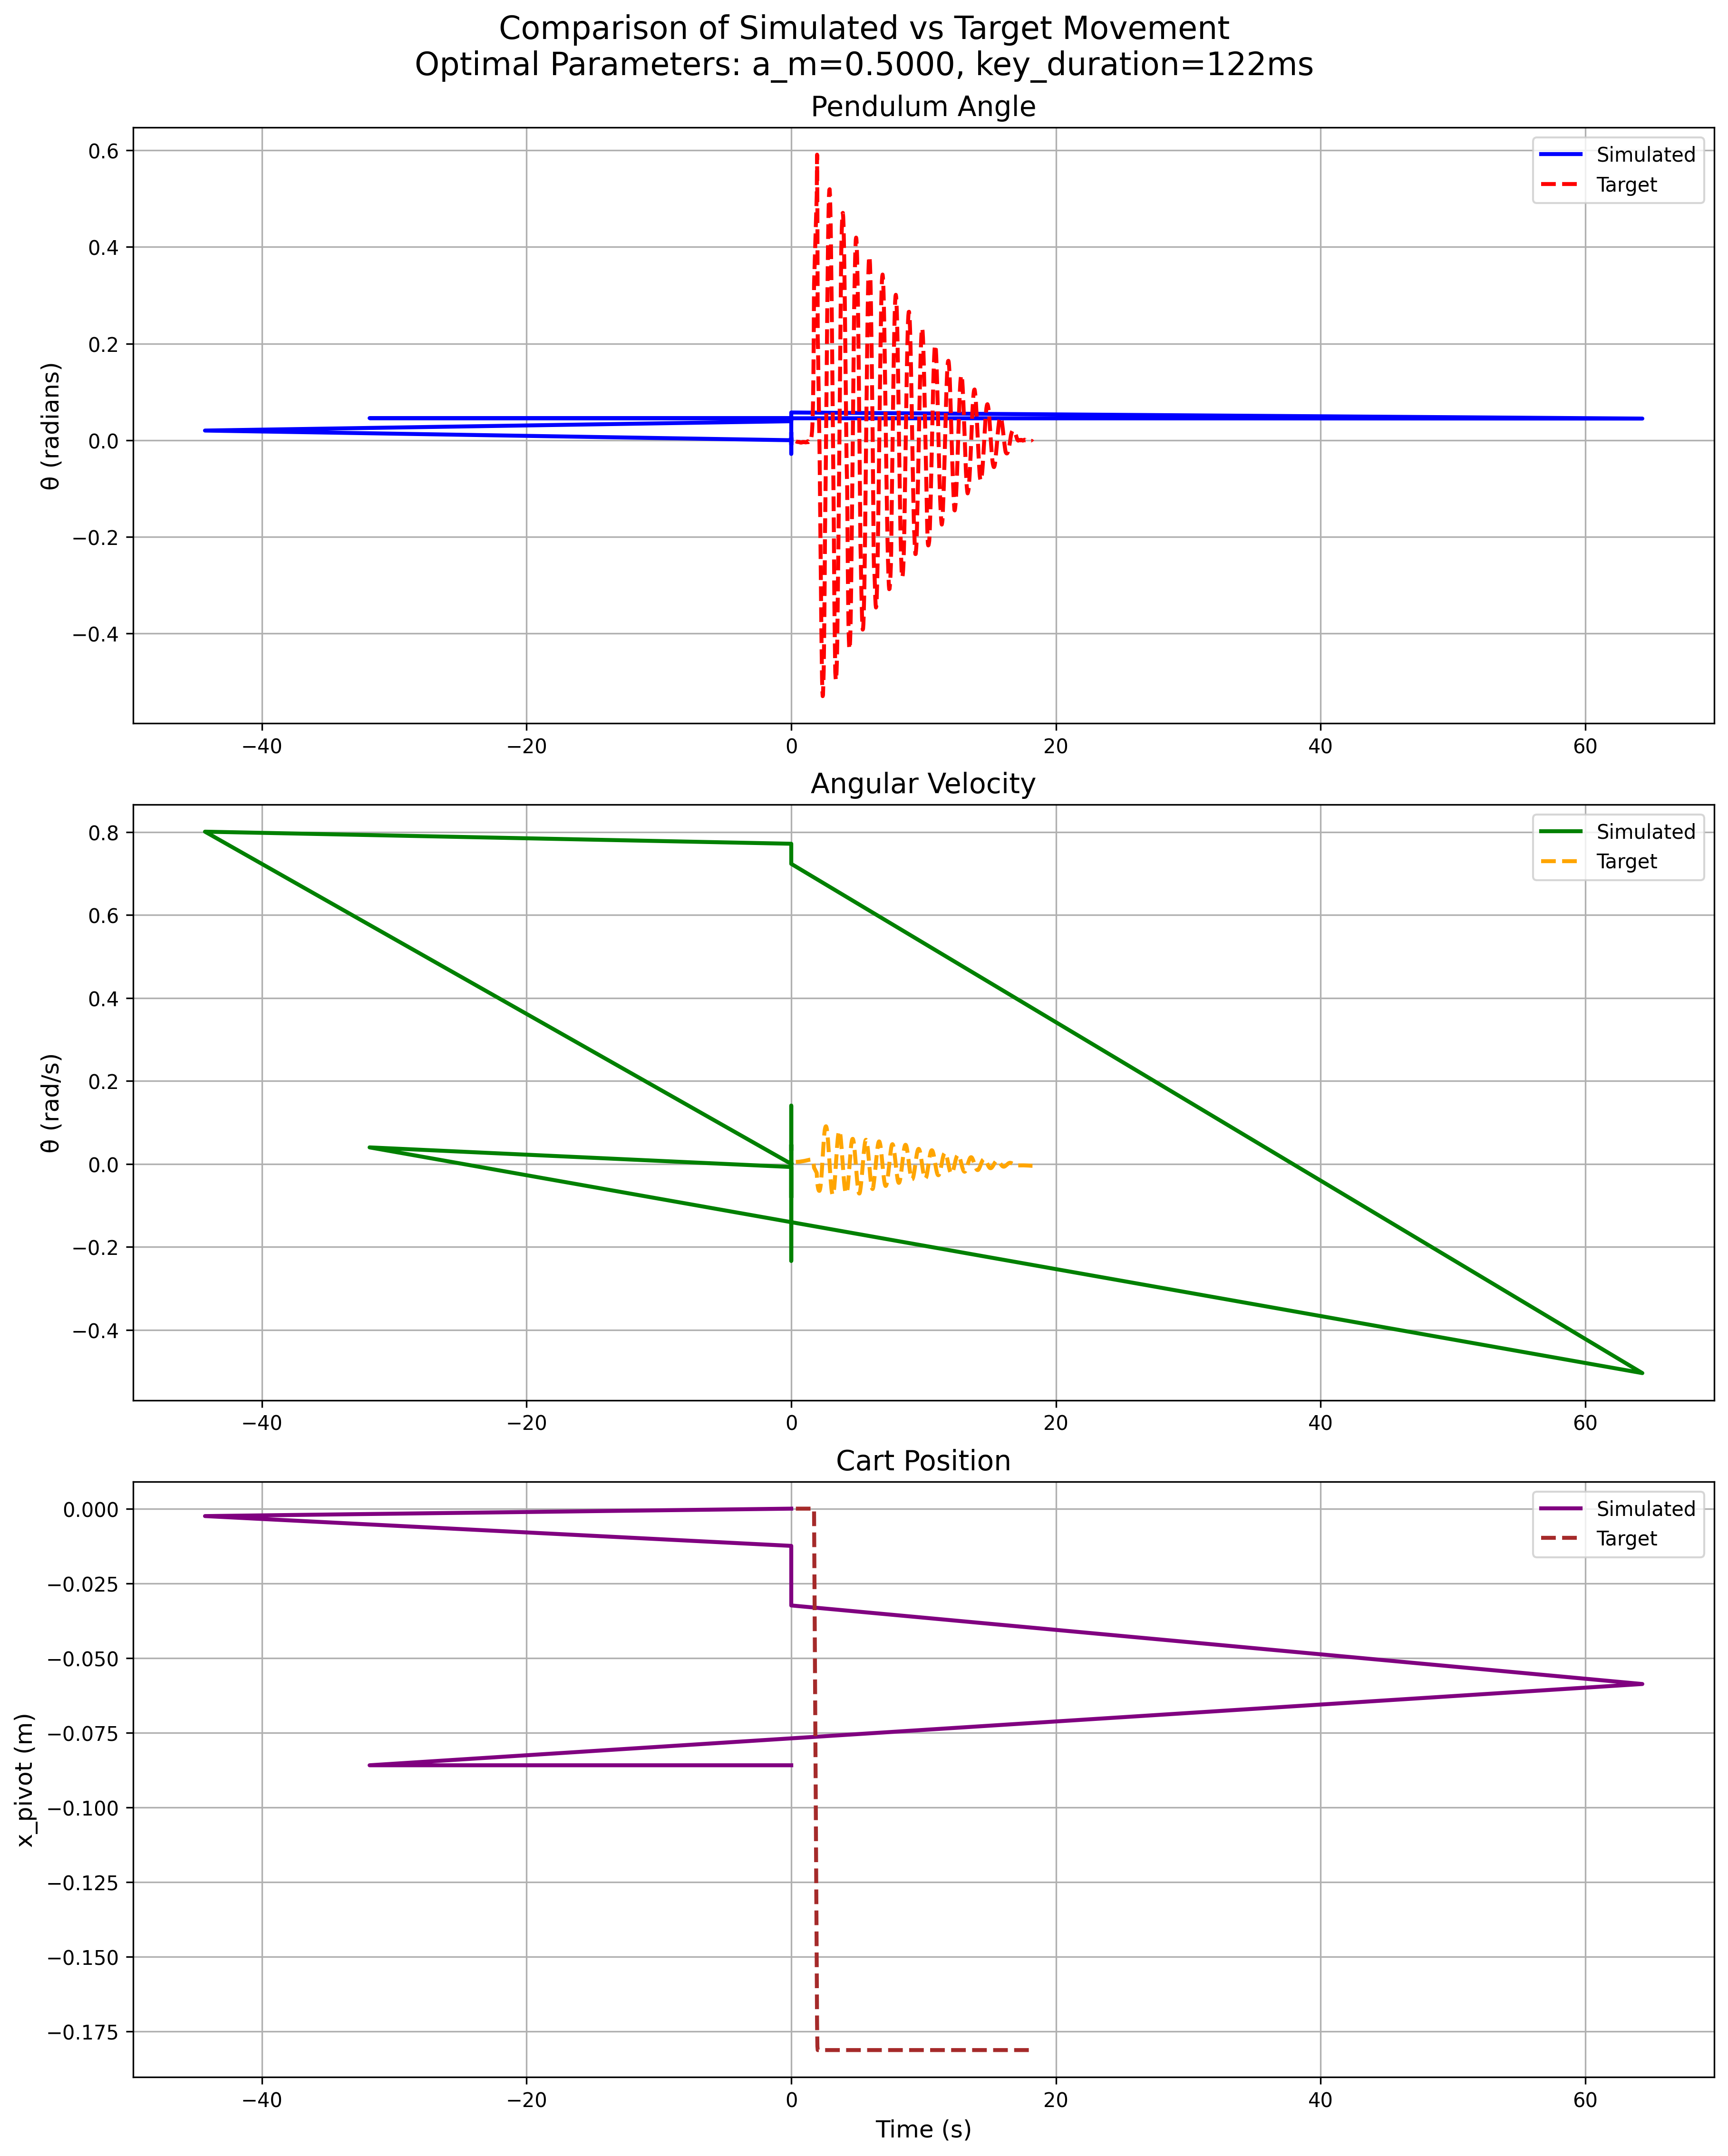 Comparison of Simulated vs Target Movement
Optimal Parameters: a_m=0.5000, key_duration=122ms
Pendulum Angle
Simulated
Target
θ (radians)
0.6
0.4
0.2
0.0
−0.2
−0.4
−40
−20
0
20
40
60
Angular Velocity
Simulated
Target
θ (rad/s)
0.8
0.6
0.4
0.2
0.0
−0.2
−0.4
−40
−20
0
20
40
60
Cart Position
Simulated
Target
x_pivot (m)
0.000
−0.025
−0.050
−0.075
−0.100
−0.125
−0.150
−0.175
−40
−20
0
20
40
60
Time (s)